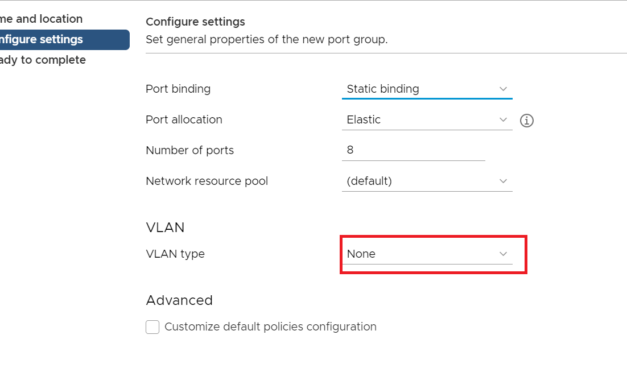 me and location
nfigure settings
ady to complete
Configure settings
Set general properties of the new port group.
Port binding Static binding
Port allocation Elastic
Number of ports 8
Network resource pool (default)
VLAN
VLAN type None
Advanced
Customize default policies configuration